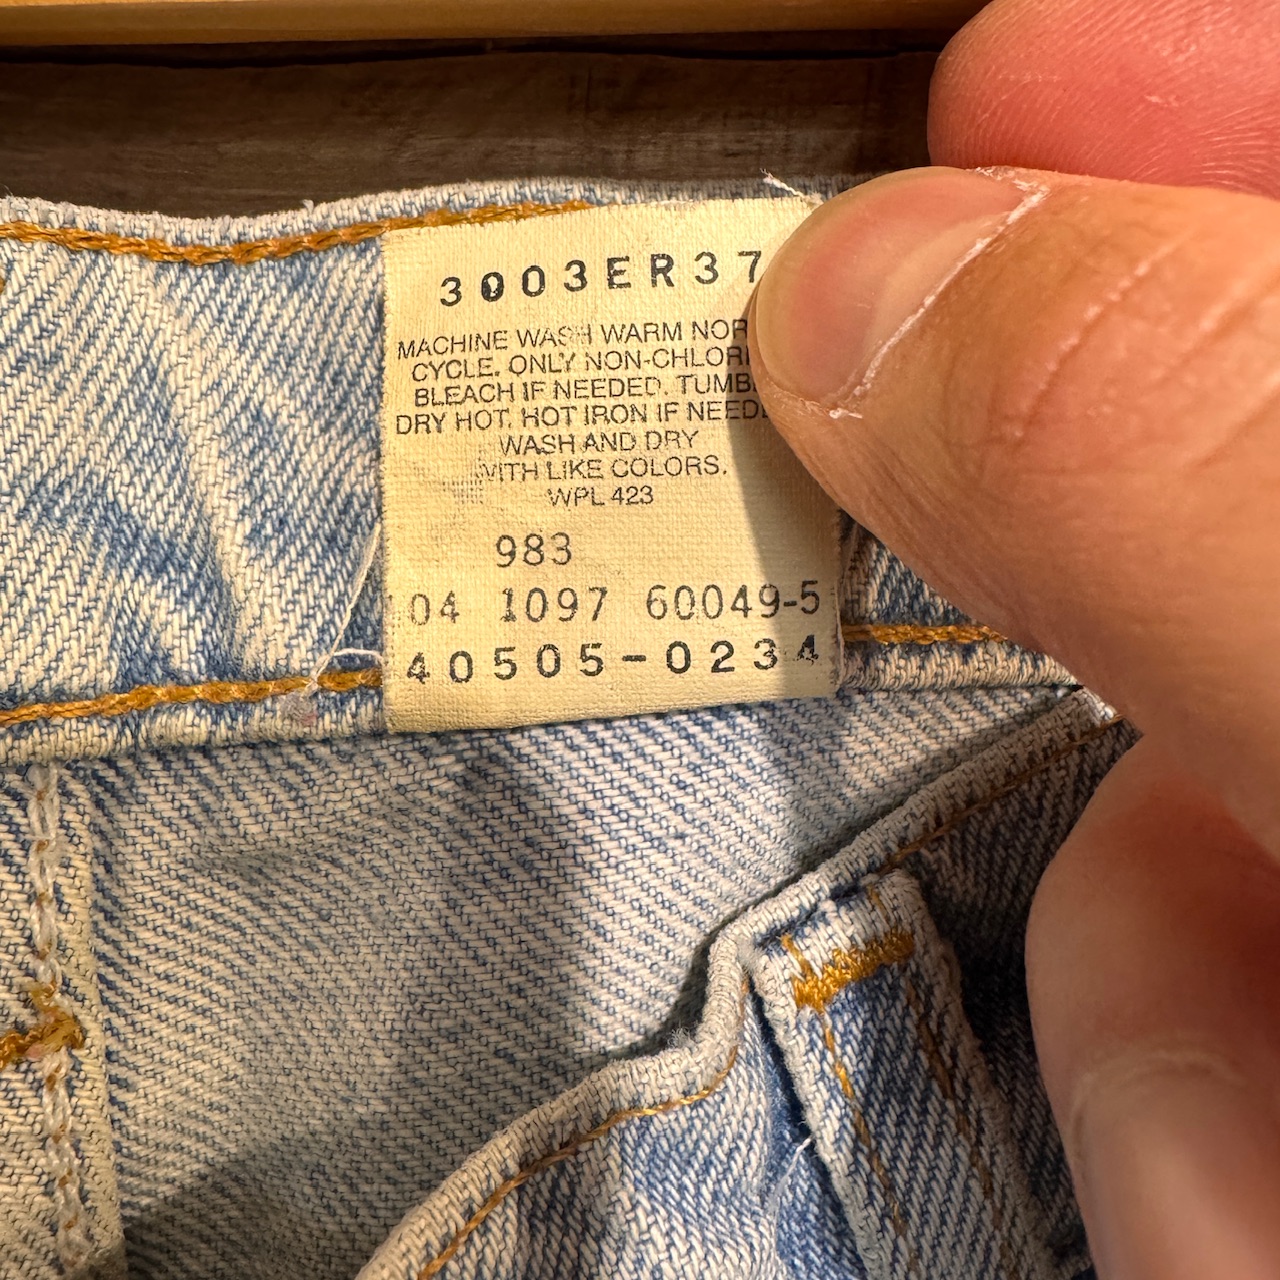 3003ER37
MACHINE WASH WARM NOR
CYCLE. ONLY NON-CHLORI
BLEACH IF NEEDED. TUMB
DRY HOT. HOT IRON IF NEED
WASH AND DRY
WITH LIKE COLORS.
WPL 423
983
04 1097 60049-5
40505-0234